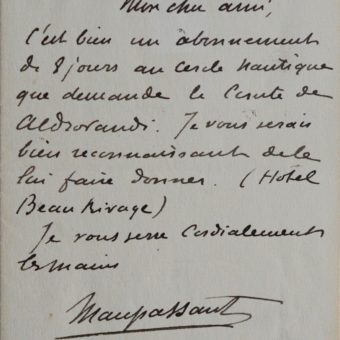 Mon cher ami,
C'est bien un abonnement
de 8 jours au cercle nautique
que demande le Comte de
Aldrovandi. Je vous serais
bien reconnaissant de le
lui faire donner. (Hotel
Beau Rivage)
Je vous serre cordialement
les mains
Maupassant